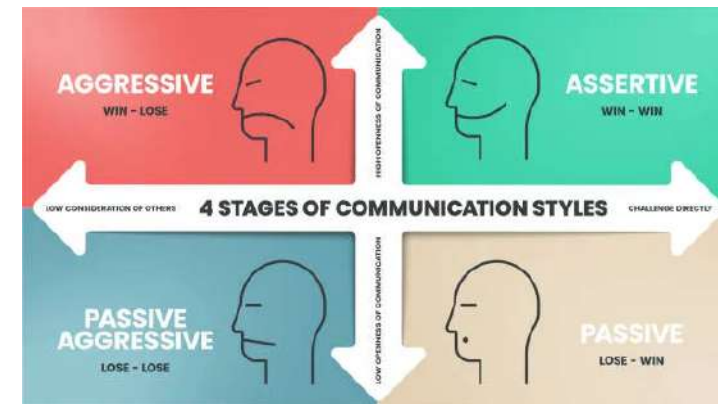 HIGH OPENNESS OF COMMUNICATION
AGGRESSIVE
WIN - LOSE
ASSERTIVE
WIN - WIN
LOW CONSIDERATION OF OTHERS
4 STAGES OF COMMUNICATION STYLES
CHALLENGE DIRECTLY
PASSIVE
AGGRESSIVE
LOSE - LOSE
LOW OPENNESS OF COMMUNICATION
PASSIVE
LOSE - WIN